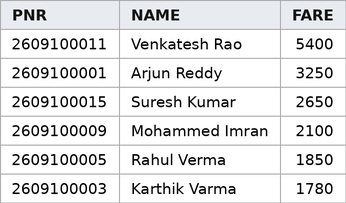 PNR NAME FARE
2609100011 Venkatesh Rao 5400
2609100001 Arjun Reddy 3250
2609100015 Suresh Kumar 2650
2609100009 Mohammed Imran 2100
2609100005 Rahul Verma 1850
2609100003 Karthik Varma 1780